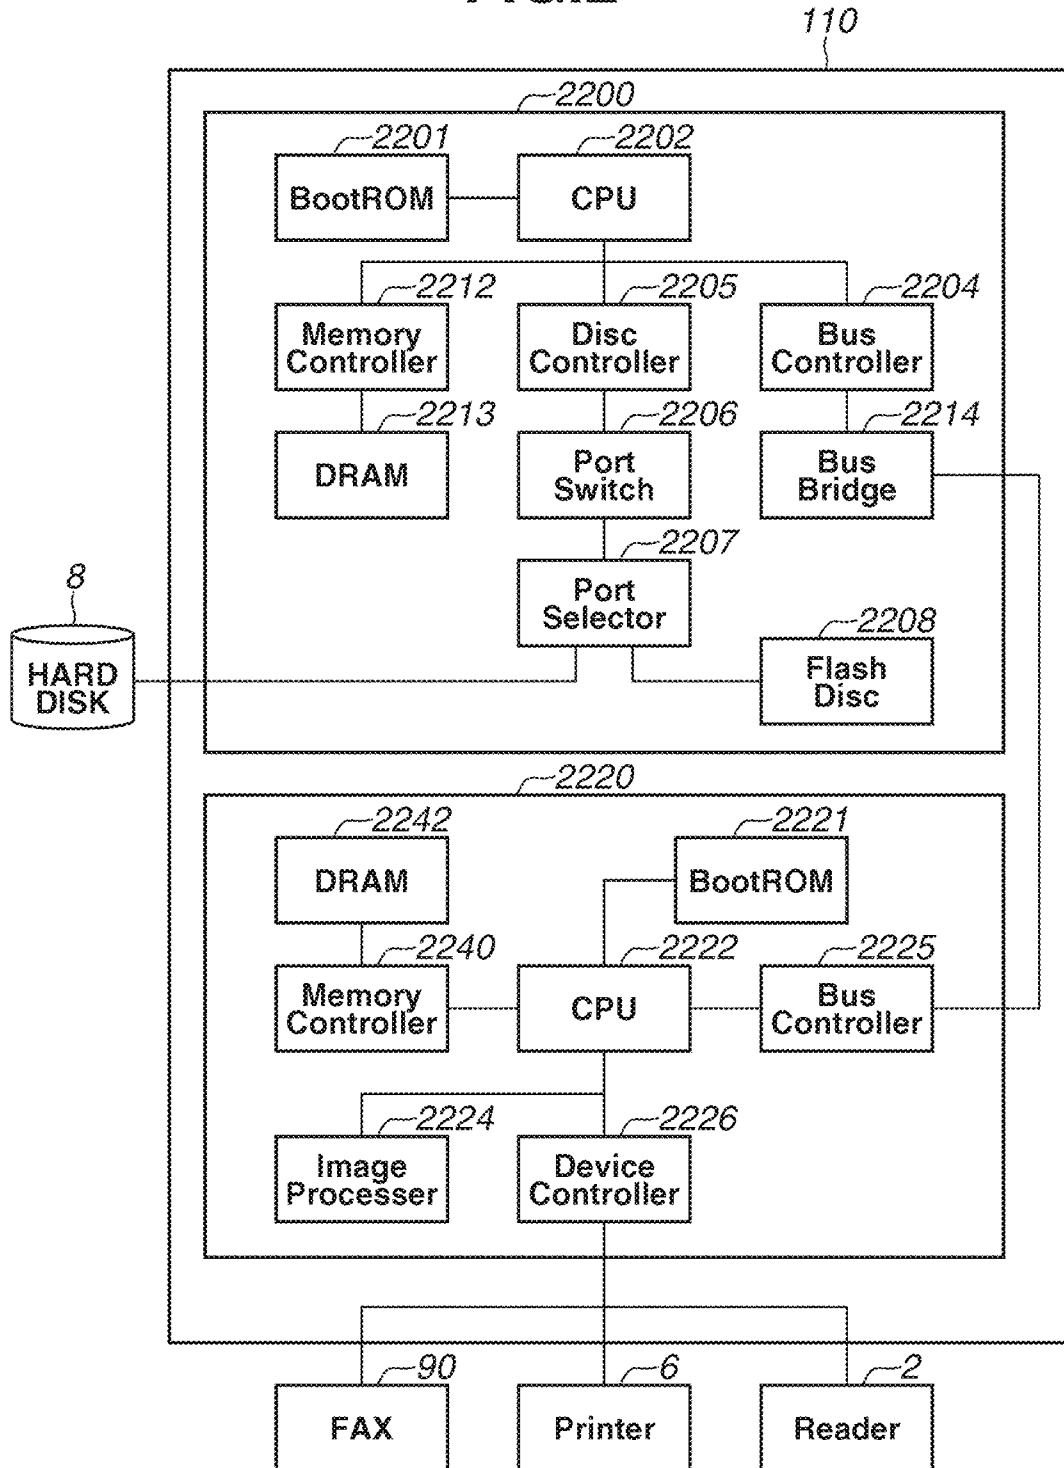 110
2200
2201
2202
BootROM
CPU
2212
2205
2204
Memory
Controller
Disc
Controller
Bus
Controller
2213
2206
2214
DRAM
Port
Switch
Bus
Bridge
2207
Port
Selector
8
HARD
DISK
2208
Flash
Disc
2220
2242
2221
DRAM
BootROM
2240
2222
2225
Memory
Controller
CPU
Bus
Controller
2224
2226
Image
Processer
Device
Controller
90
6
2
FAX
Printer
Reader